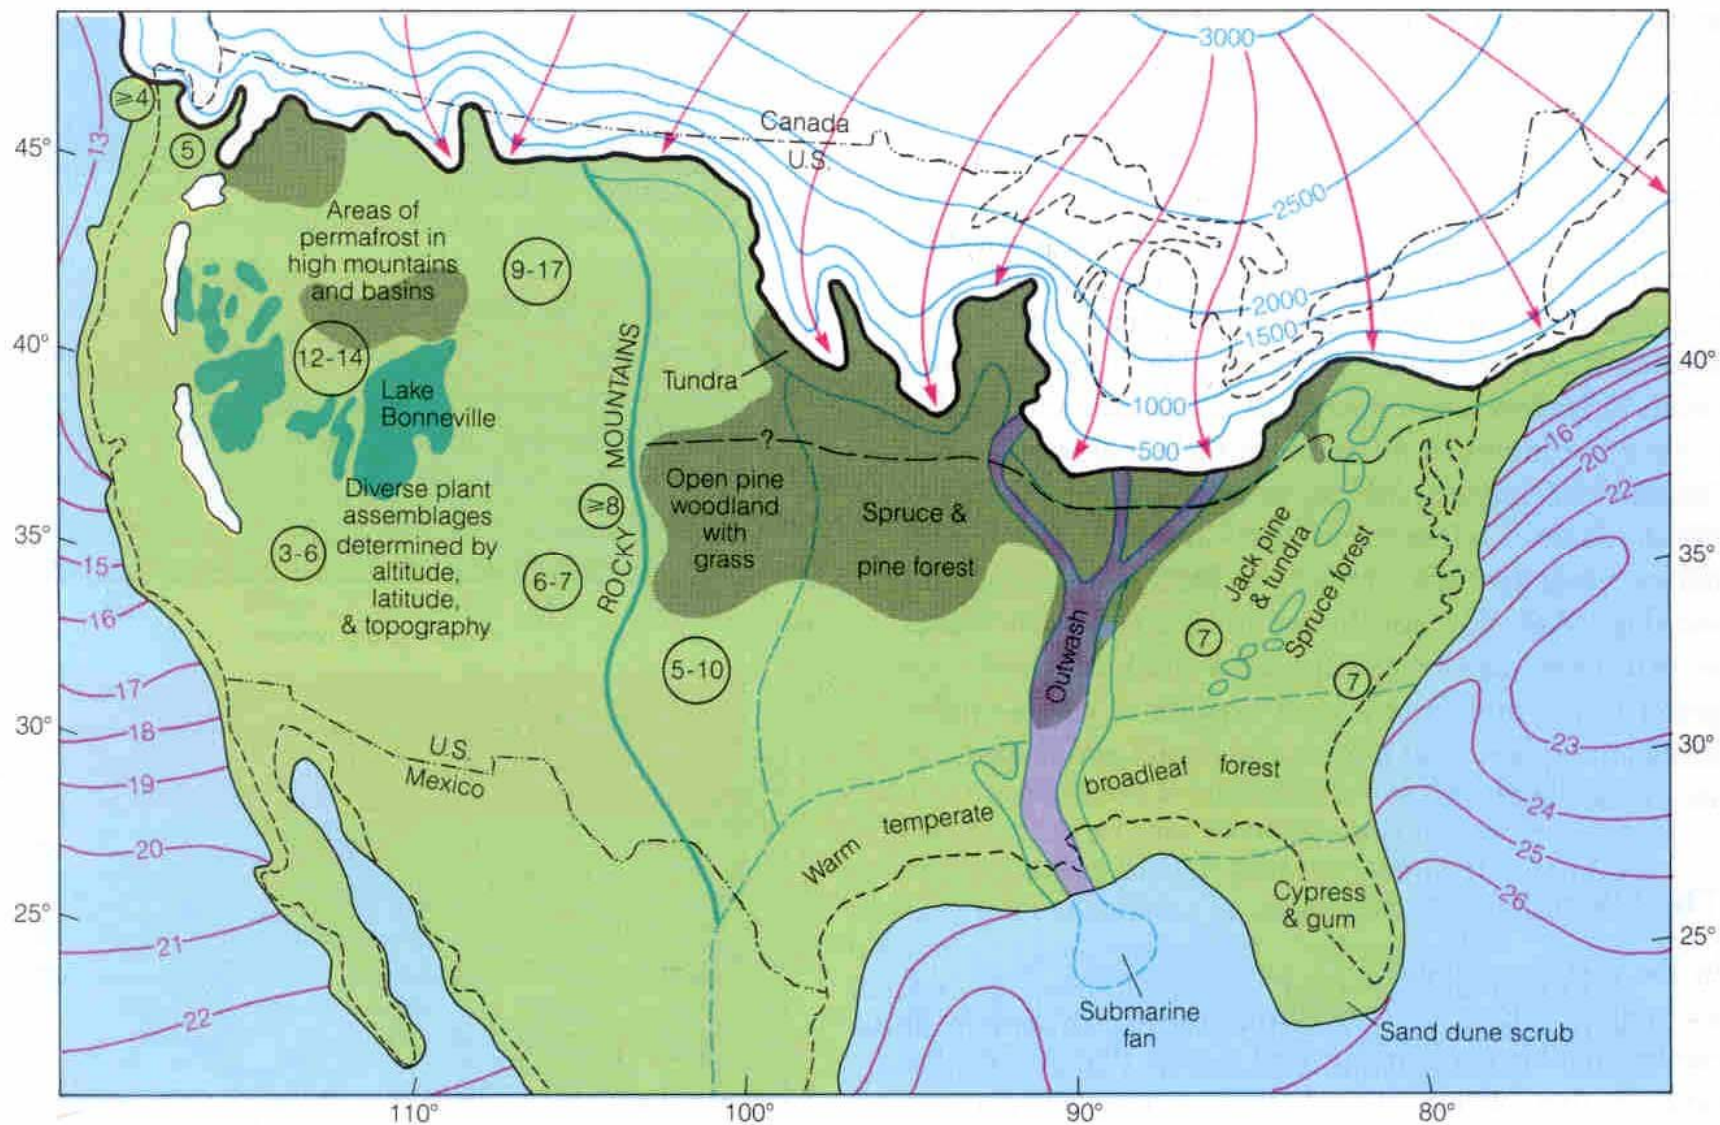 3000
≥4
13
45°
5
Canada
U.S.
2500
Areas of
permafrost in
high mountains
and basins
9-17
2000
1500
40°
12-14
40°
Lake
Bonneville
ROCKY MOUNTAINS
Tundra
1000
500
?
16
20
22
Open pine
woodland
with
grass
Spruce &
pine forest
≥8
Diverse plant
assemblages
determined by
altitude,
latitude,
& topography
35°
3-6
6-7
35°
15
16
Jack pine
& tundra
Spruce forest
7
7
Outwash
5-10
17
18
30°
30°
U.S.
Mexico
19
23
24
25
26
broadleaf forest
Warm temperate
20
21
22
25°
25°
Cypress
& gum
Submarine
fan
Sand dune scrub
110°
100°
90°
80°